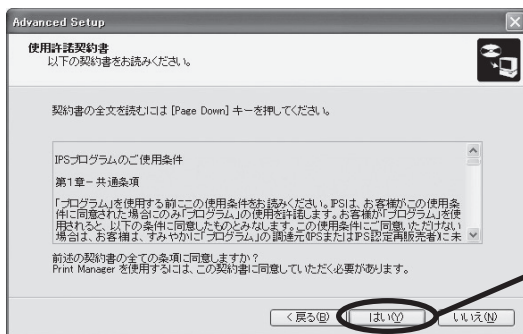 Advanced Setup
使用許諾契約書
以下の契約書をお読みください。
契約書の全文を読むには [Page Down] キーを押してください。
IPSプログラムのご使用条件
第1章− 共通条項
「プログラム」を使用する前にこの使用条件をお読みください。IPSは、お客様がこの使用条
件に同意された場合にのみ「プログラム」の使用を許諾します。お客様が「プログラム」を使
用されると、以下の条件に同意したものとみなします。この使用条件にご同意いただけない
場合は、お客様は、すみやかに「プログラム」の調達元(IPSまたはIPS認定再販売者)に未
前述の契約書の全ての条項に同意しますか？
Print Manager を使用するには、この契約書に同意していただく必要があります。
< 戻る(B) はい(Y) いいえ(N)